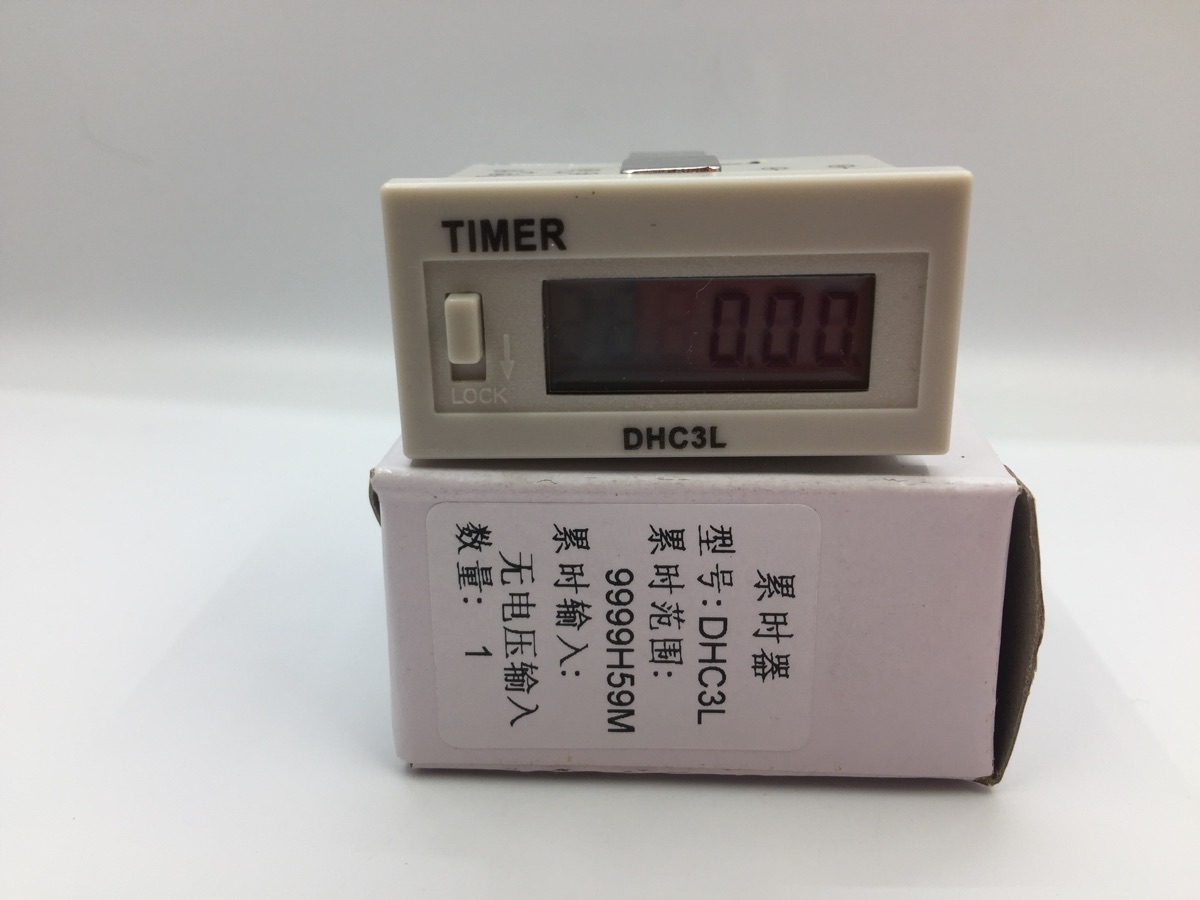 TIMER
0.00
LOCK
DHC3L
累时器
型号:DHC3L
累时范围:
9999H59M
累时输入:
无电压输入
数量: 1